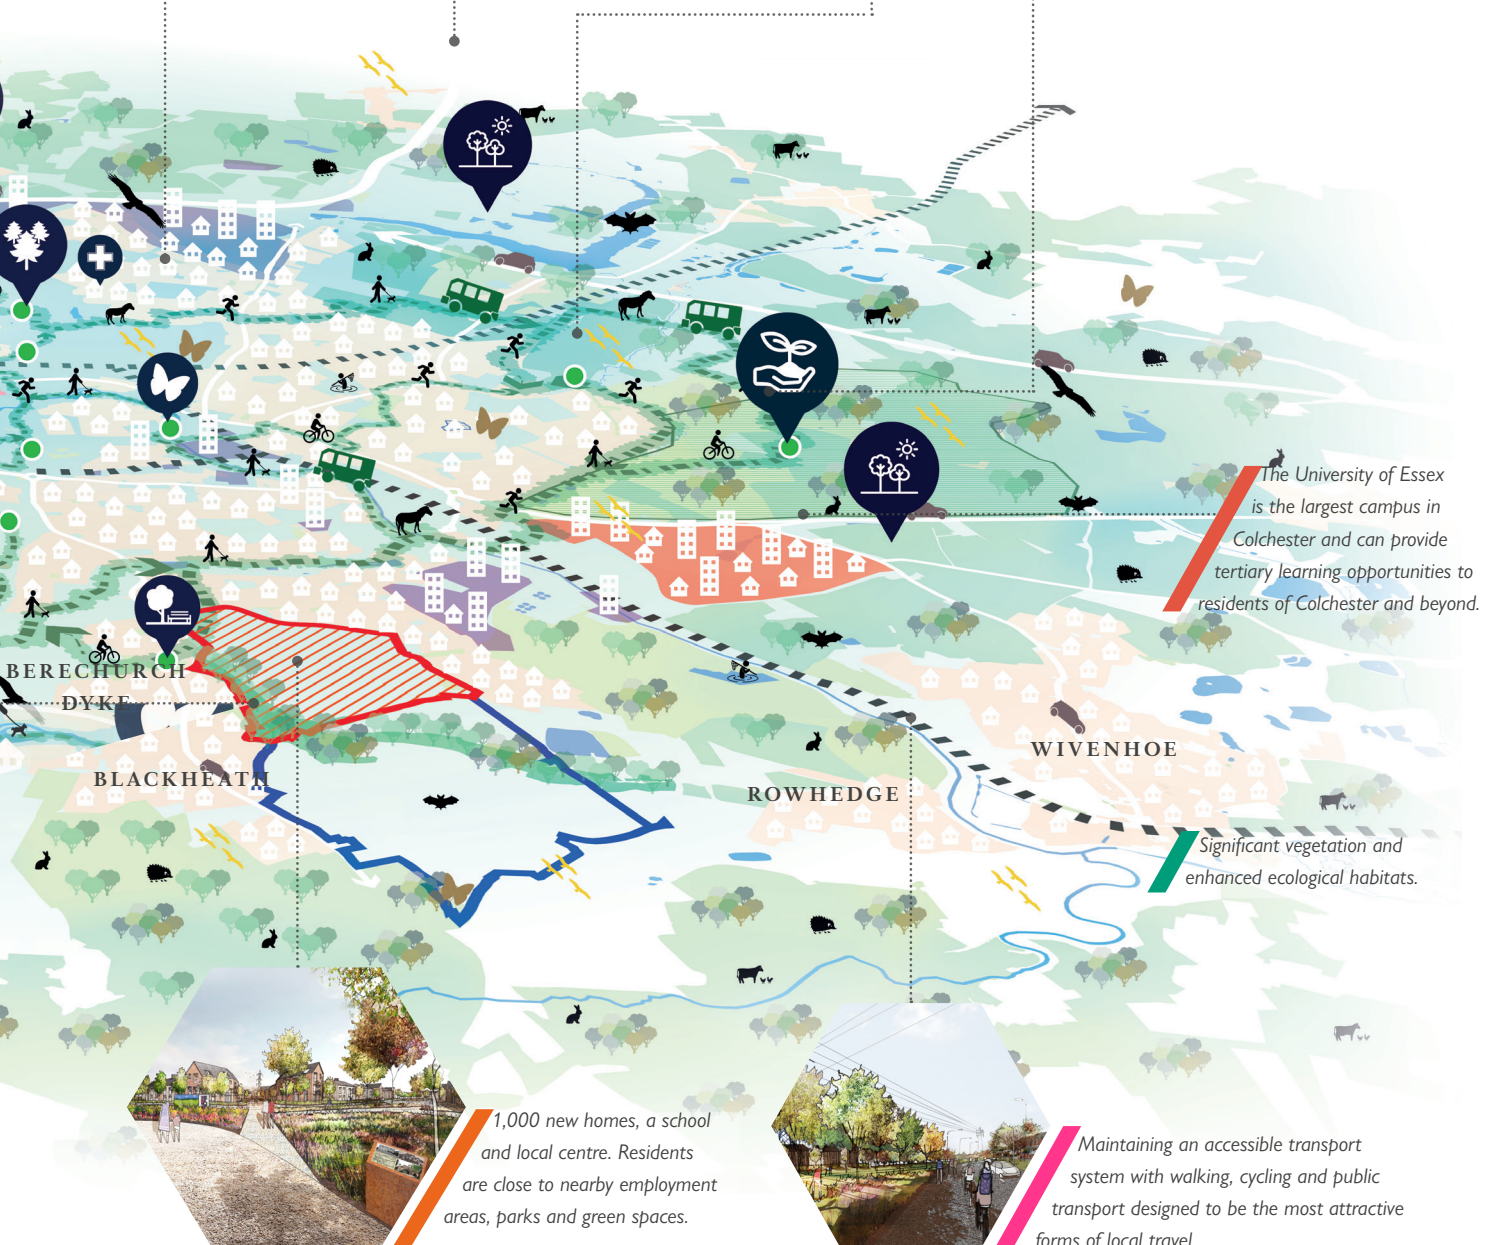 The University of Essex
is the largest campus in
Colchester and can provide
tertiary learning opportunities to
residents of Colchester and beyond.
BERECHURCH
DYKE
BLACKHEATH
WIVENHOE
ROWHEDGE
Significant vegetation and
enhanced ecological habitats.
1,000 new homes, a school
and local centre. Residents
are close to nearby employment
areas, parks and green spaces.
Maintaining an accessible transport
system with walking, cycling and public
transport designed to be the most attractive
forms of local travel